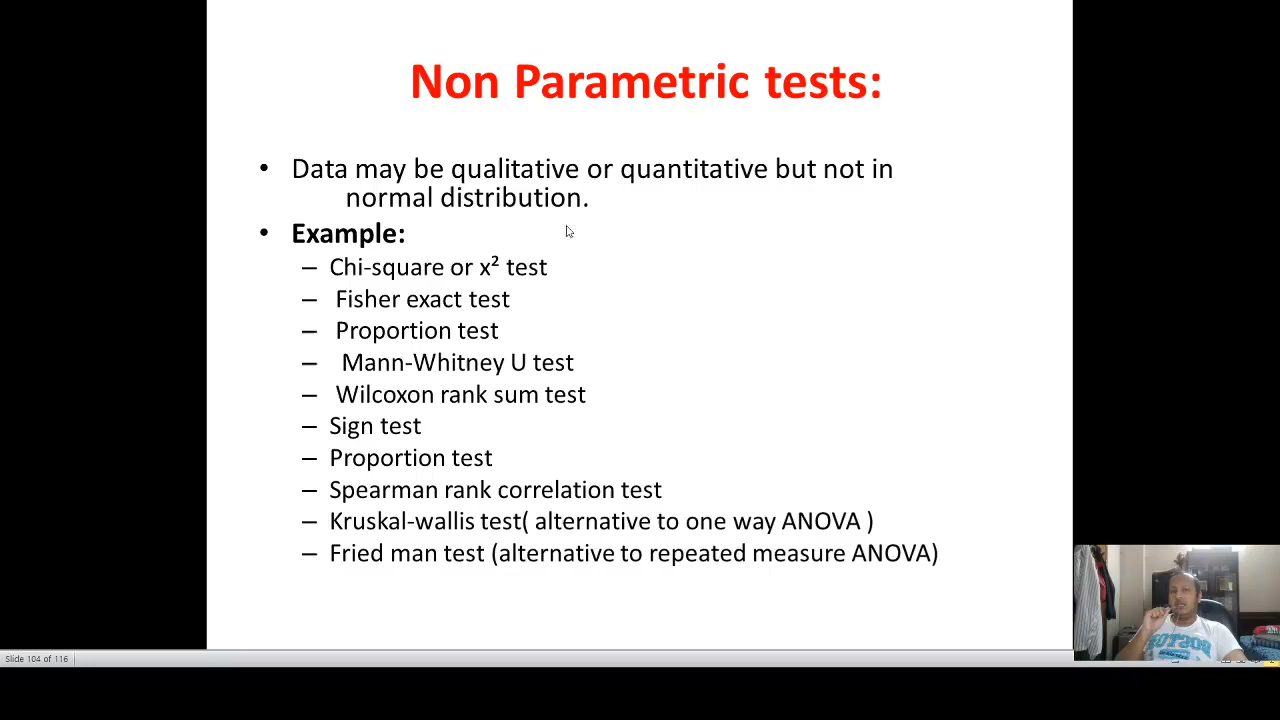 Non Parametric tests:
• Data may be qualitative or quantitative but not in
normal distribution.
• Example:
– Chi-square or x² test
– Fisher exact test
– Proportion test
– Mann-Whitney U test
– Wilcoxon rank sum test
– Sign test
– Proportion test
– Spearman rank correlation test
– Kruskal-wallis test( alternative to one way ANOVA )
– Fried man test (alternative to repeated measure ANOVA)
Slide 104 of 116